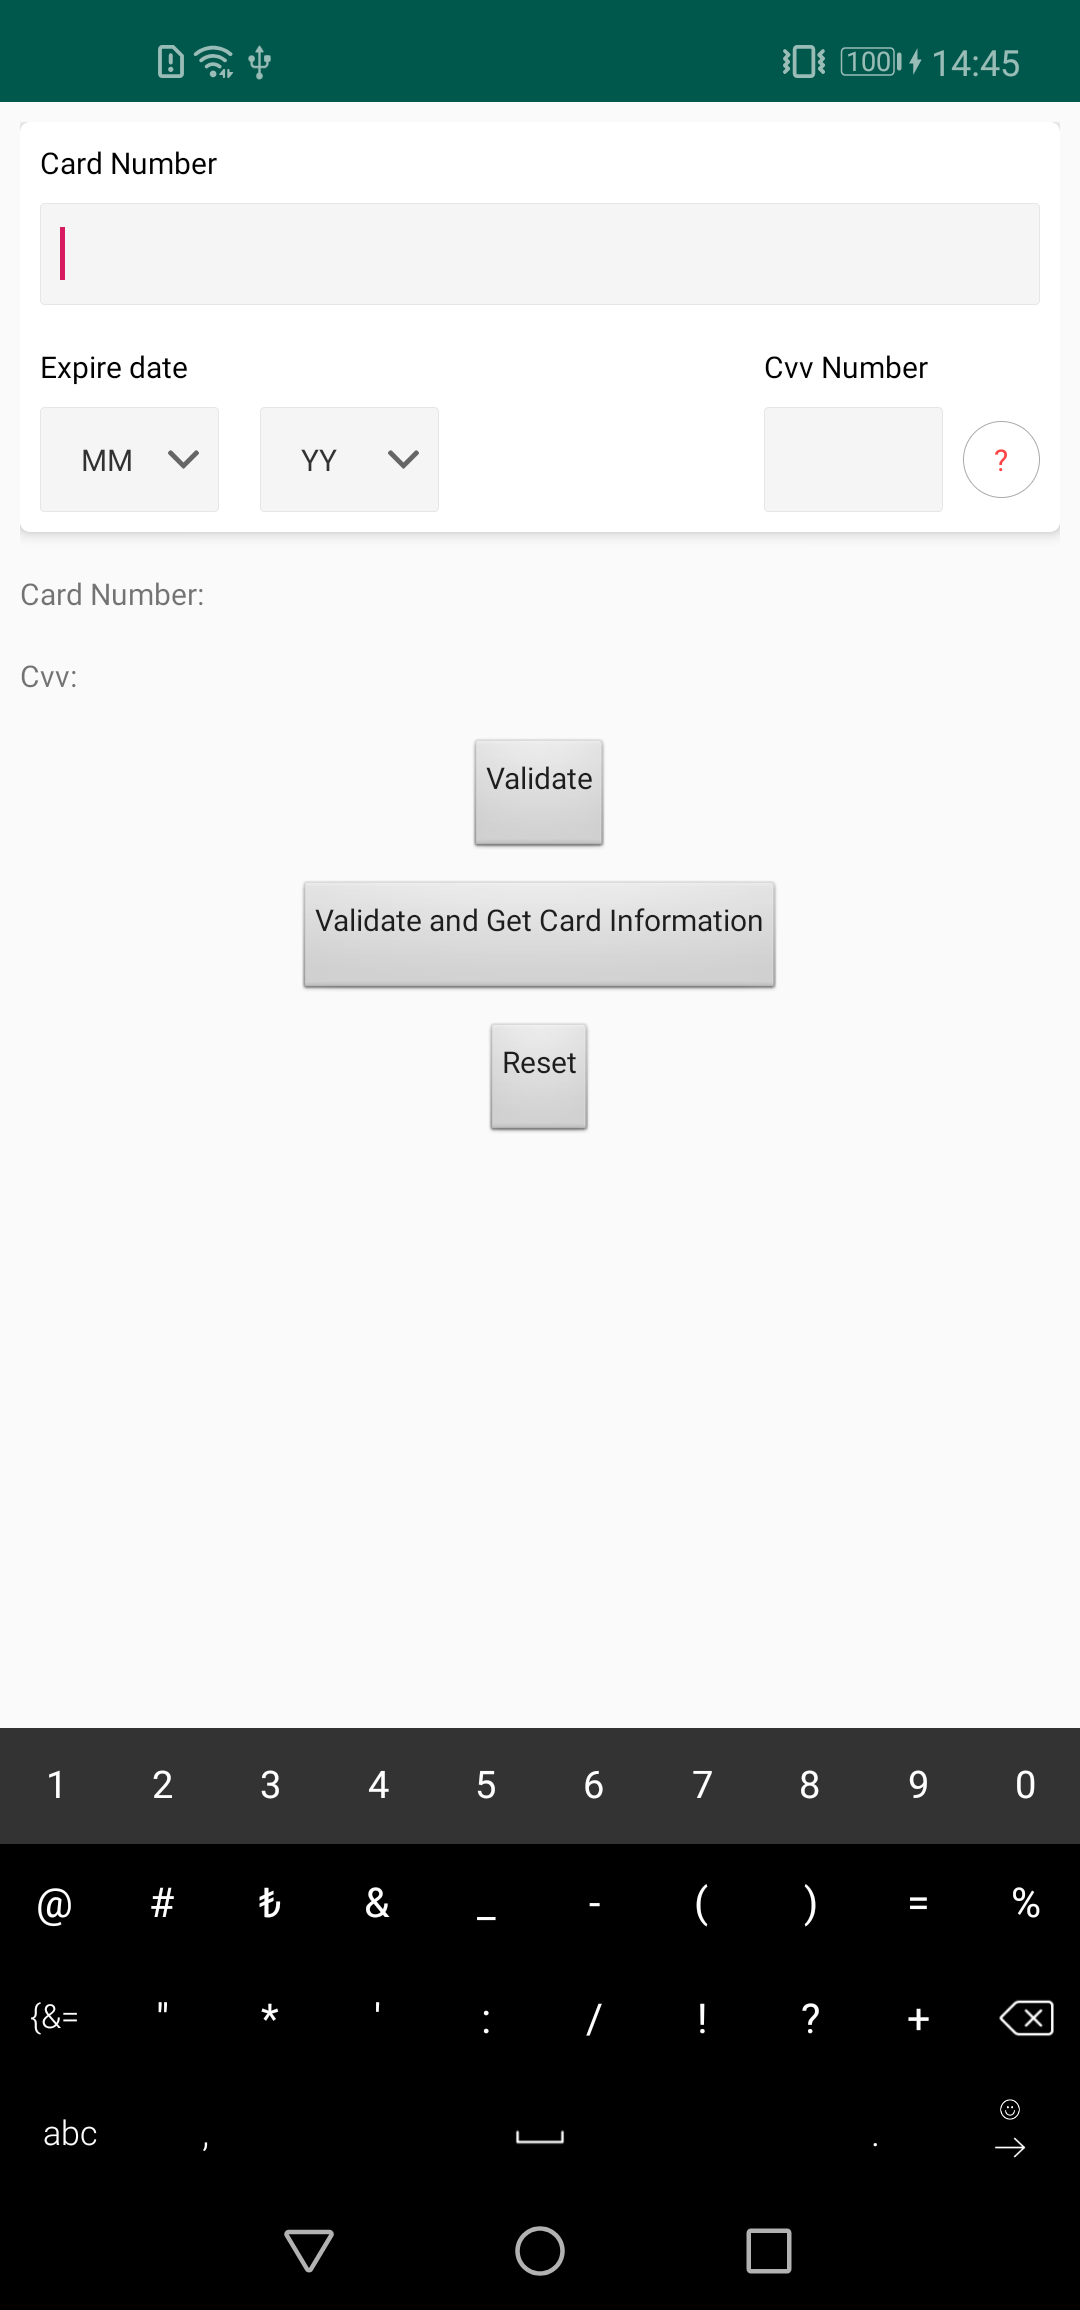 100 14:45
Card Number
Expire date Cvv Number
MM YY ?
Card Number:
Cvv:
Validate
Validate and Get Card Information
Reset
1 2 3 4 5 6 7 8 9 0
@ # ₺ & _ - ( ) = %
{&= " * ' : / ! ? +
abc , .